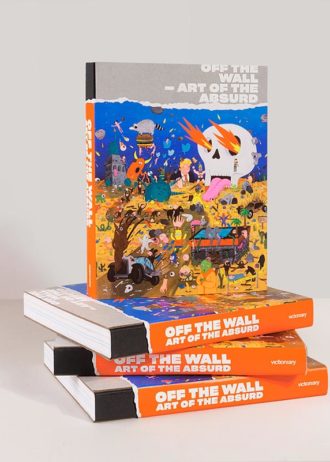 OFF THE
WALL
— ART OF THE
ABSURD
OFF THE WALL
OFF THE WALL
ART OF THE ABSURD
victionary
OFF THE WALL
ART OF THE ABSURD
victionary
OFF THE WALL
ART OF THE ABSURD
victionary